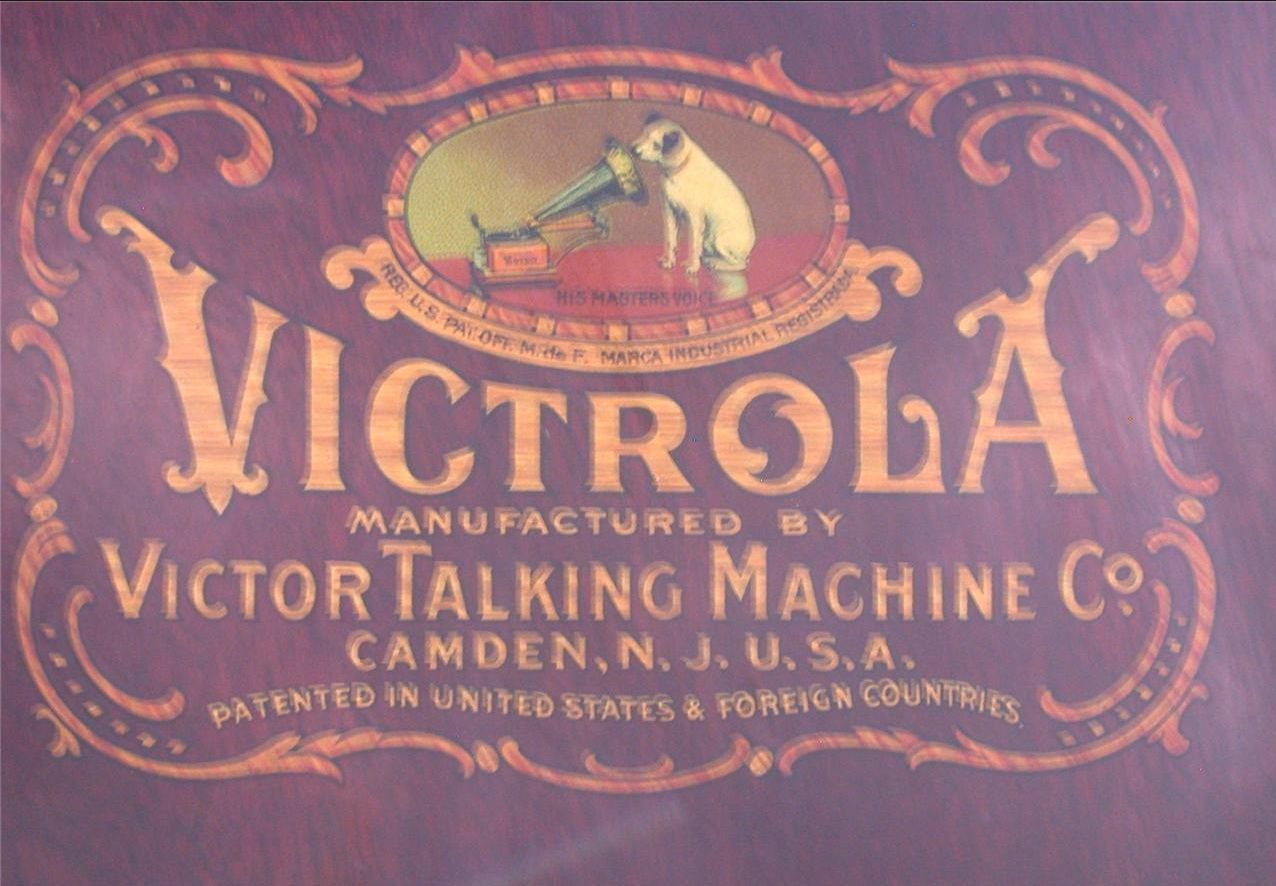 Victor
HIS MASTERS VOICE
REG. U.S. PAT. OFF. M. de F. MARCA INDUSTRIAL REGISTRADA
VICTROLA
MANUFACTURED BY
VICTOR TALKING MACHINE Co.
CAMDEN, N. J. U. S. A.
PATENTED IN UNITED STATES & FOREIGN COUNTRIES.